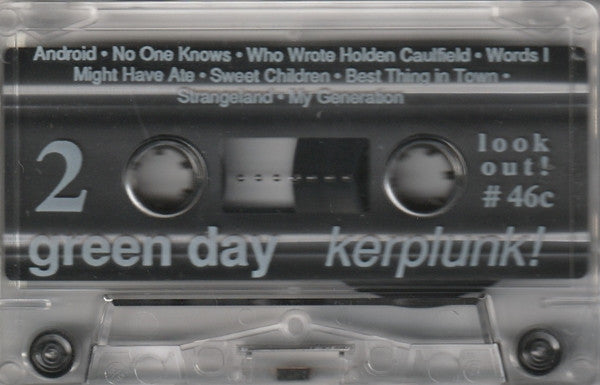 Android • No One Knows • Who Wrote Holden Caulfield • Words I
Might Have Ate • Sweet Children • Best Thing in Town •
Strangeland • My Generation
2
look
out!
# 46c
green day kerplunk!